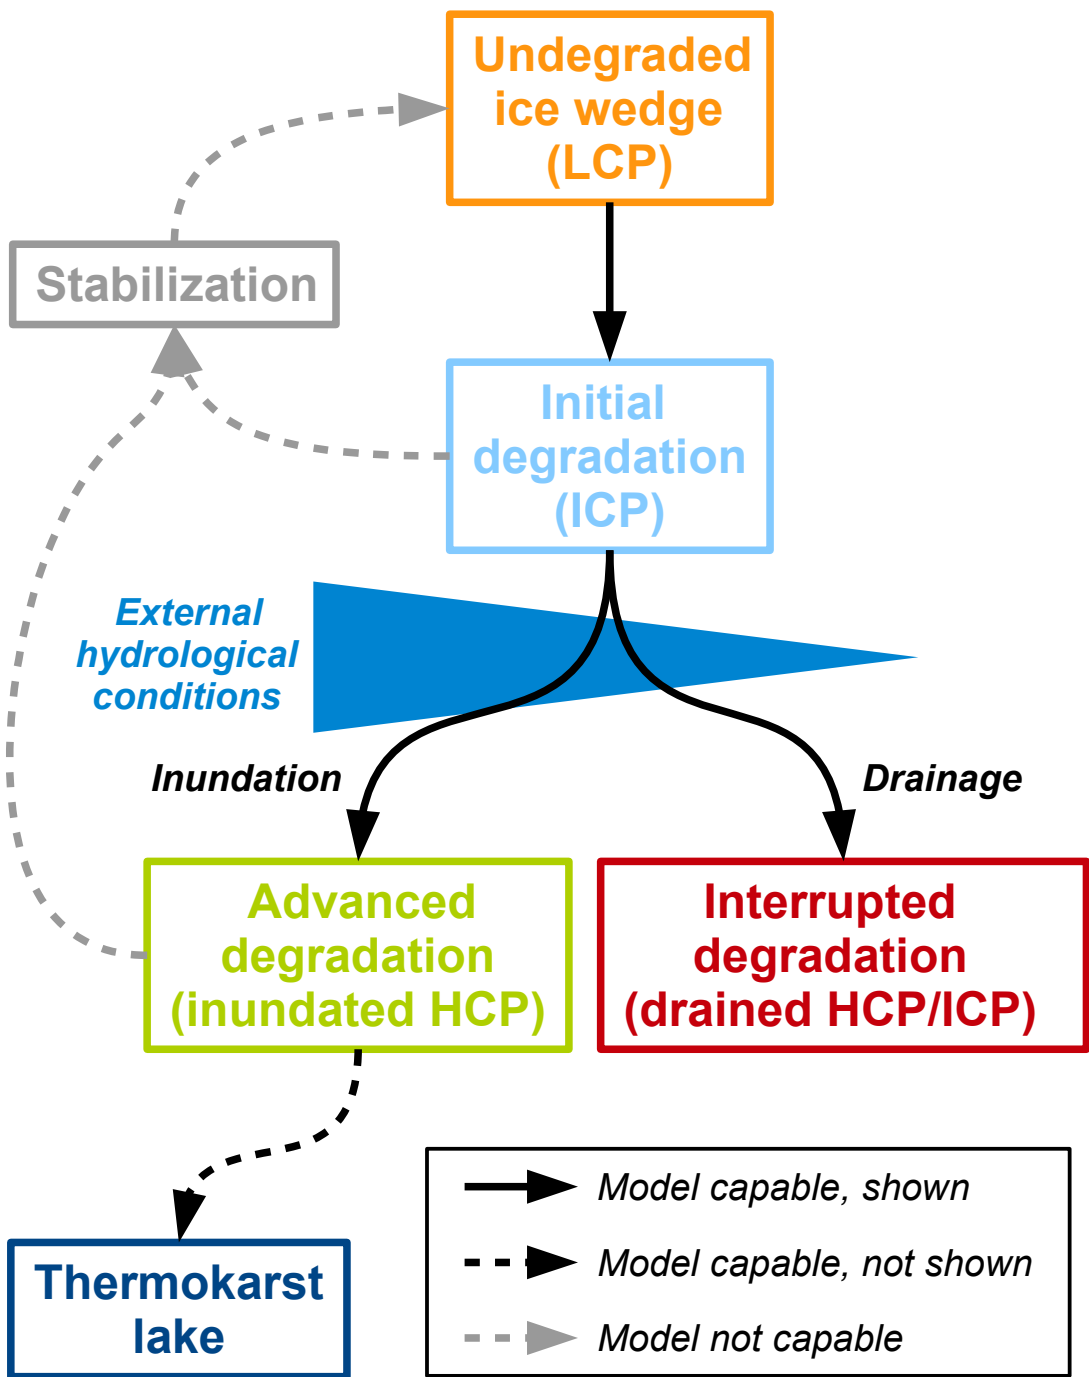 Undegraded
ice wedge
(LCP)
Stabilization
Initial
degradation
(ICP)
External
hydrological
conditions
Inundation
Drainage
Advanced
degradation
(inundated HCP)
Interrupted
degradation
(drained HCP/ICP)
Thermokarst
lake
Model capable, shown
Model capable, not shown
Model not capable